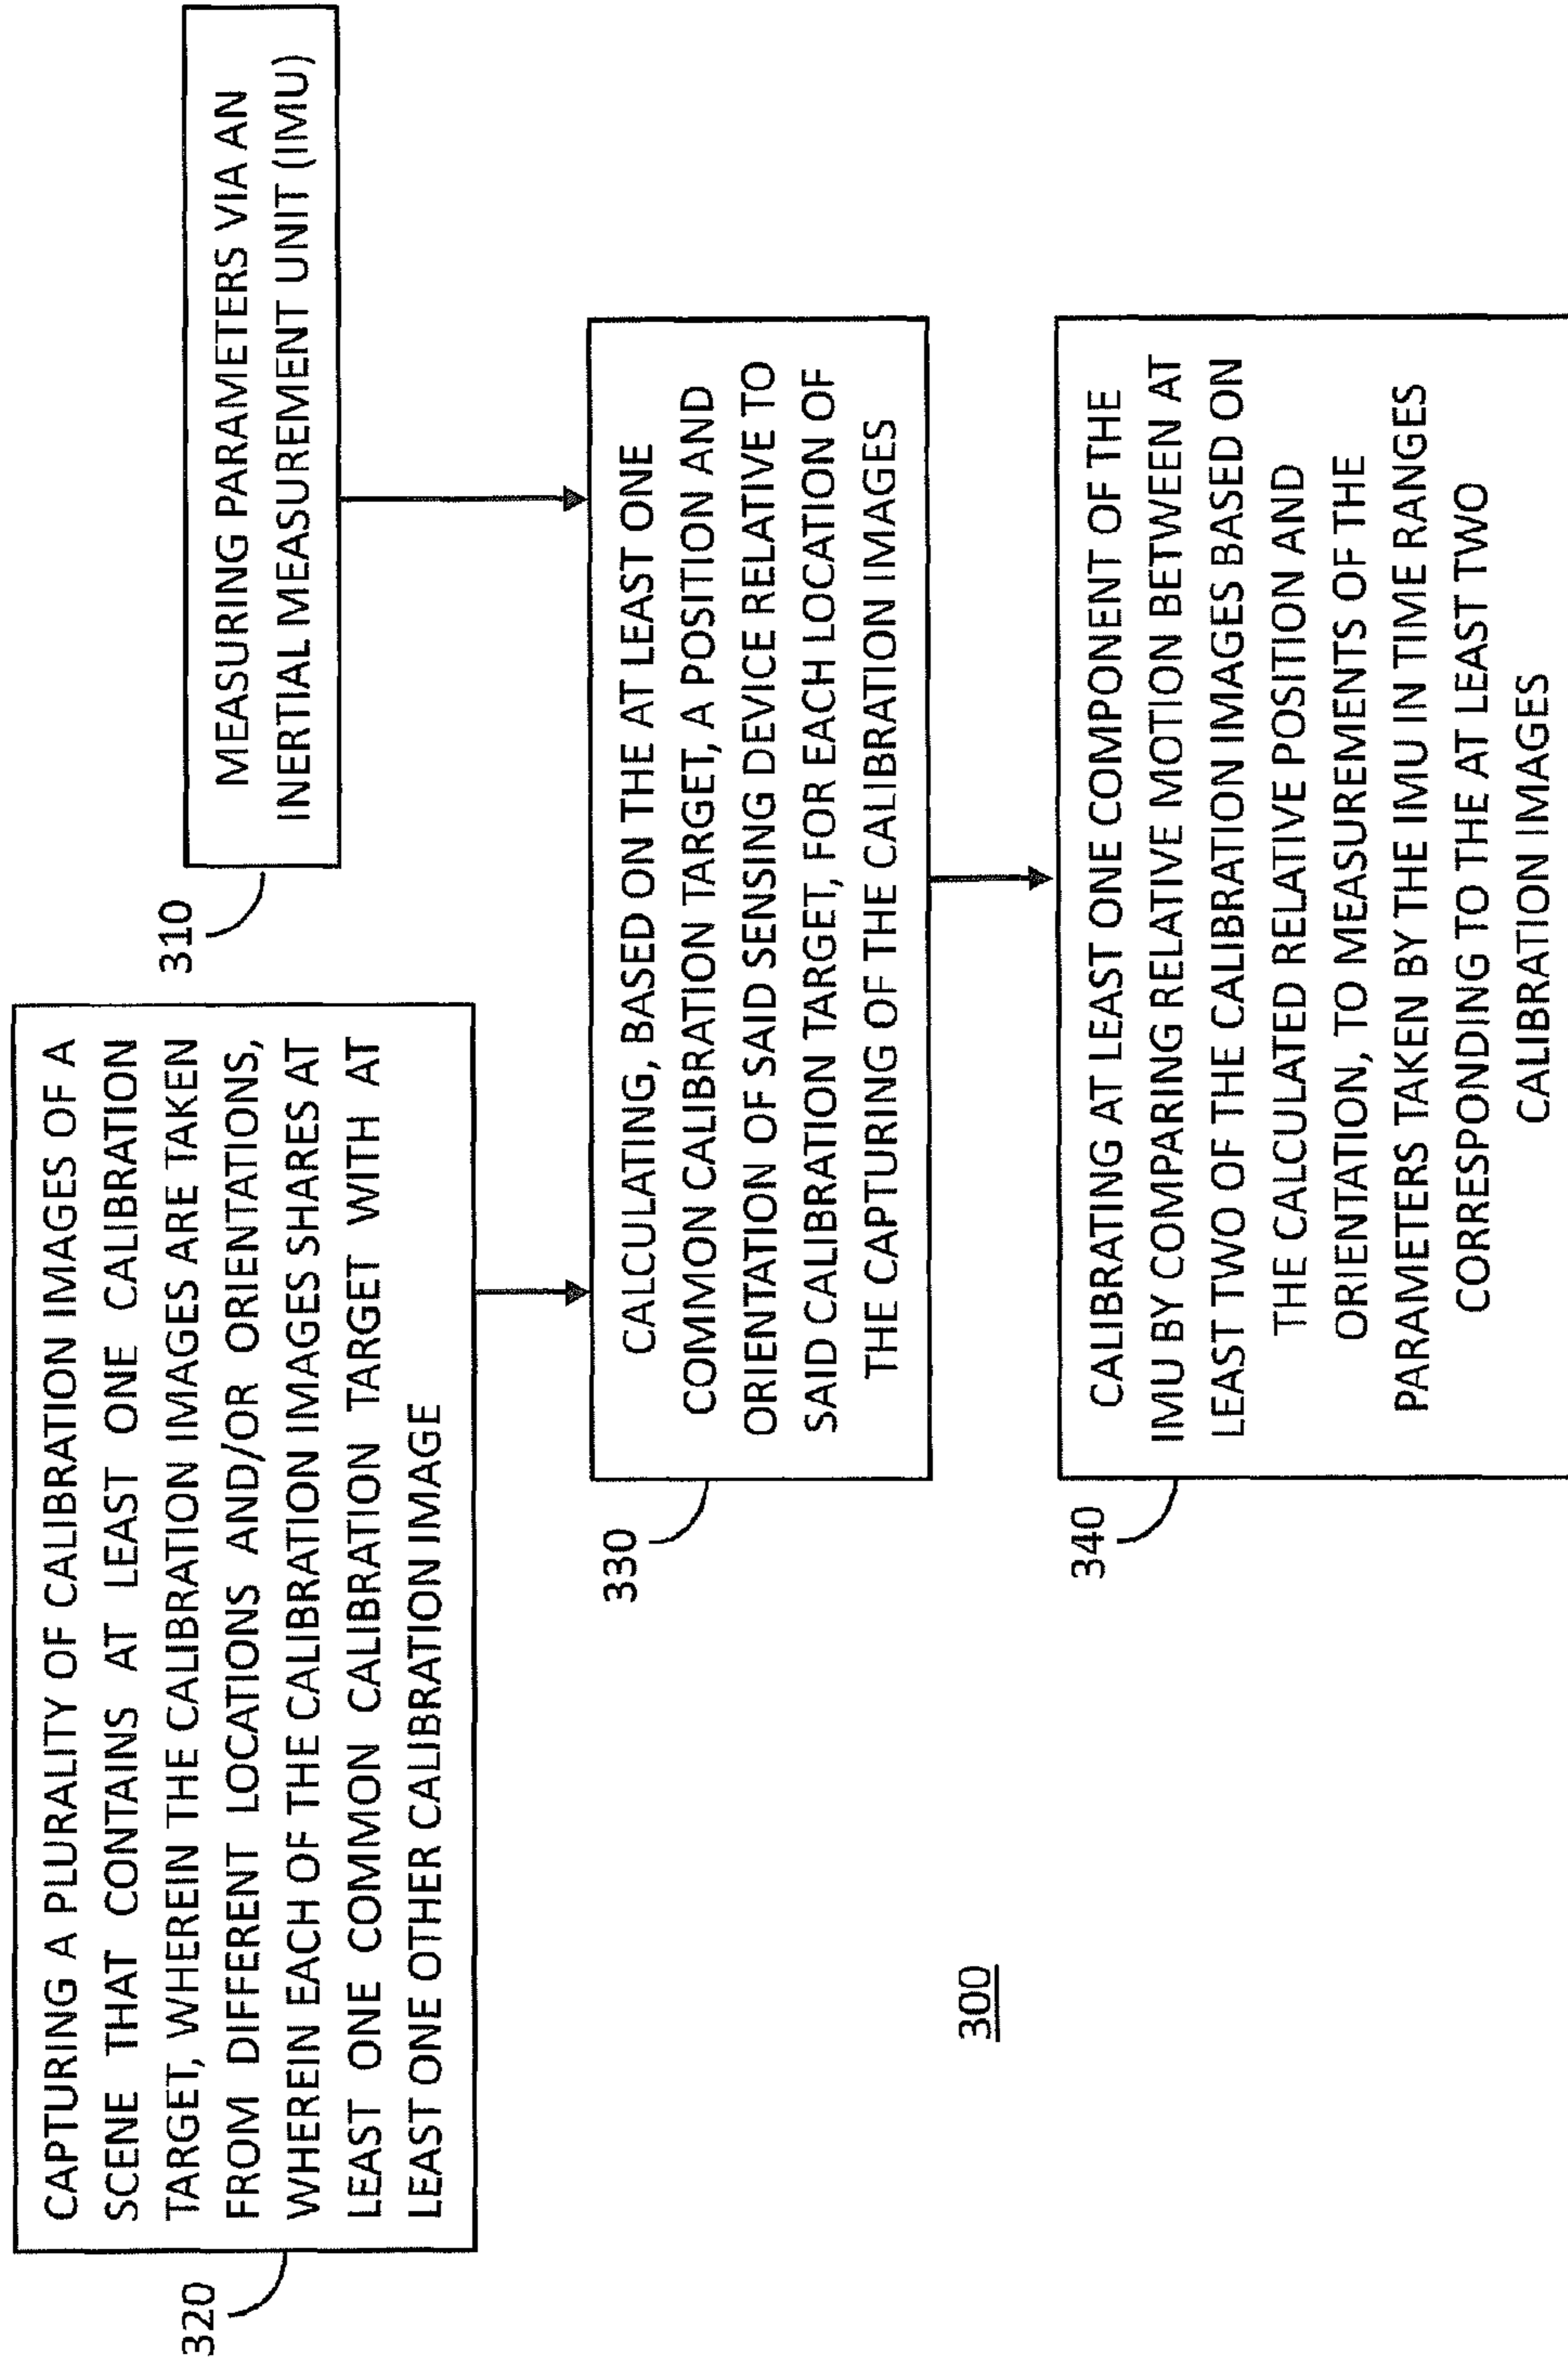 320
CAPTURING A PLURALITY OF CALIBRATION IMAGES OF A
SCENE THAT CONTAINS AT LEAST ONE CALIBRATION
TARGET, WHEREIN THE CALIBRATION IMAGES ARE TAKEN
FROM DIFFERENT LOCATIONS AND/OR ORIENTATIONS,
WHEREIN EACH OF THE CALIBRATION IMAGES SHARES AT
LEAST ONE COMMON CALIBRATION TARGET WITH AT
LEAST ONE OTHER CALIBRATION IMAGE
310
MEASURING PARAMETERS VIA AN
INERTIAL MEASUREMENT UNIT (IMU)
330
CALCULATING, BASED ON THE AT LEAST ONE
COMMON CALIBRATION TARGET, A POSITION AND
ORIENTATION OF SAID SENSING DEVICE RELATIVE TO
SAID CALIBRATION TARGET, FOR EACH LOCATION OF
THE CAPTURING OF THE CALIBRATION IMAGES
340
CALIBRATING AT LEAST ONE COMPONENT OF THE
IMU BY COMPARING RELATIVE MOTION BETWEEN AT
LEAST TWO OF THE CALIBRATION IMAGES BASED ON
THE CALCULATED RELATIVE POSITION AND
ORIENTATION, TO MEASUREMENTS OF THE
PARAMETERS TAKEN BY THE IMU IN TIME RANGES
CORRESPONDING TO THE AT LEAST TWO
CALIBRATION IMAGES
300